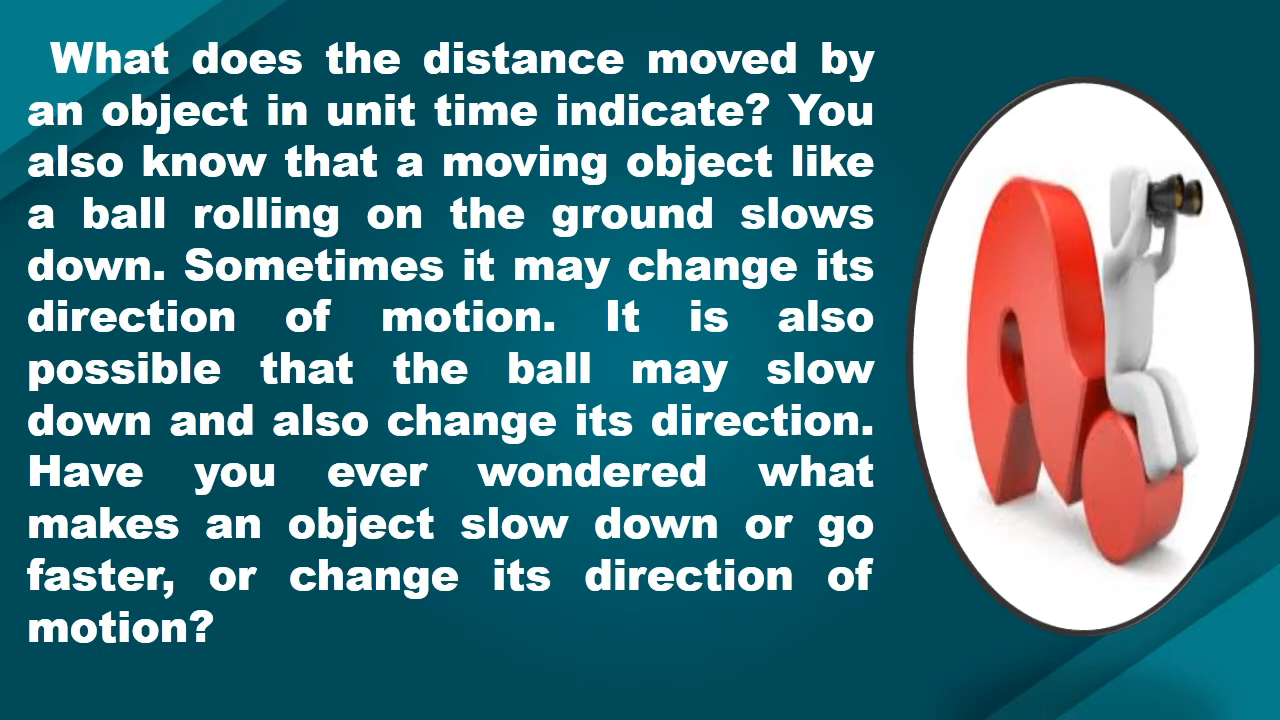 What does the distance moved by
an object in unit time indicate? You
also know that a moving object like
a ball rolling on the ground slows
down. Sometimes it may change its
direction of motion. It is also
possible that the ball may slow
down and also change its direction.
Have you ever wondered what
makes an object slow down or go
faster, or change its direction of
motion?